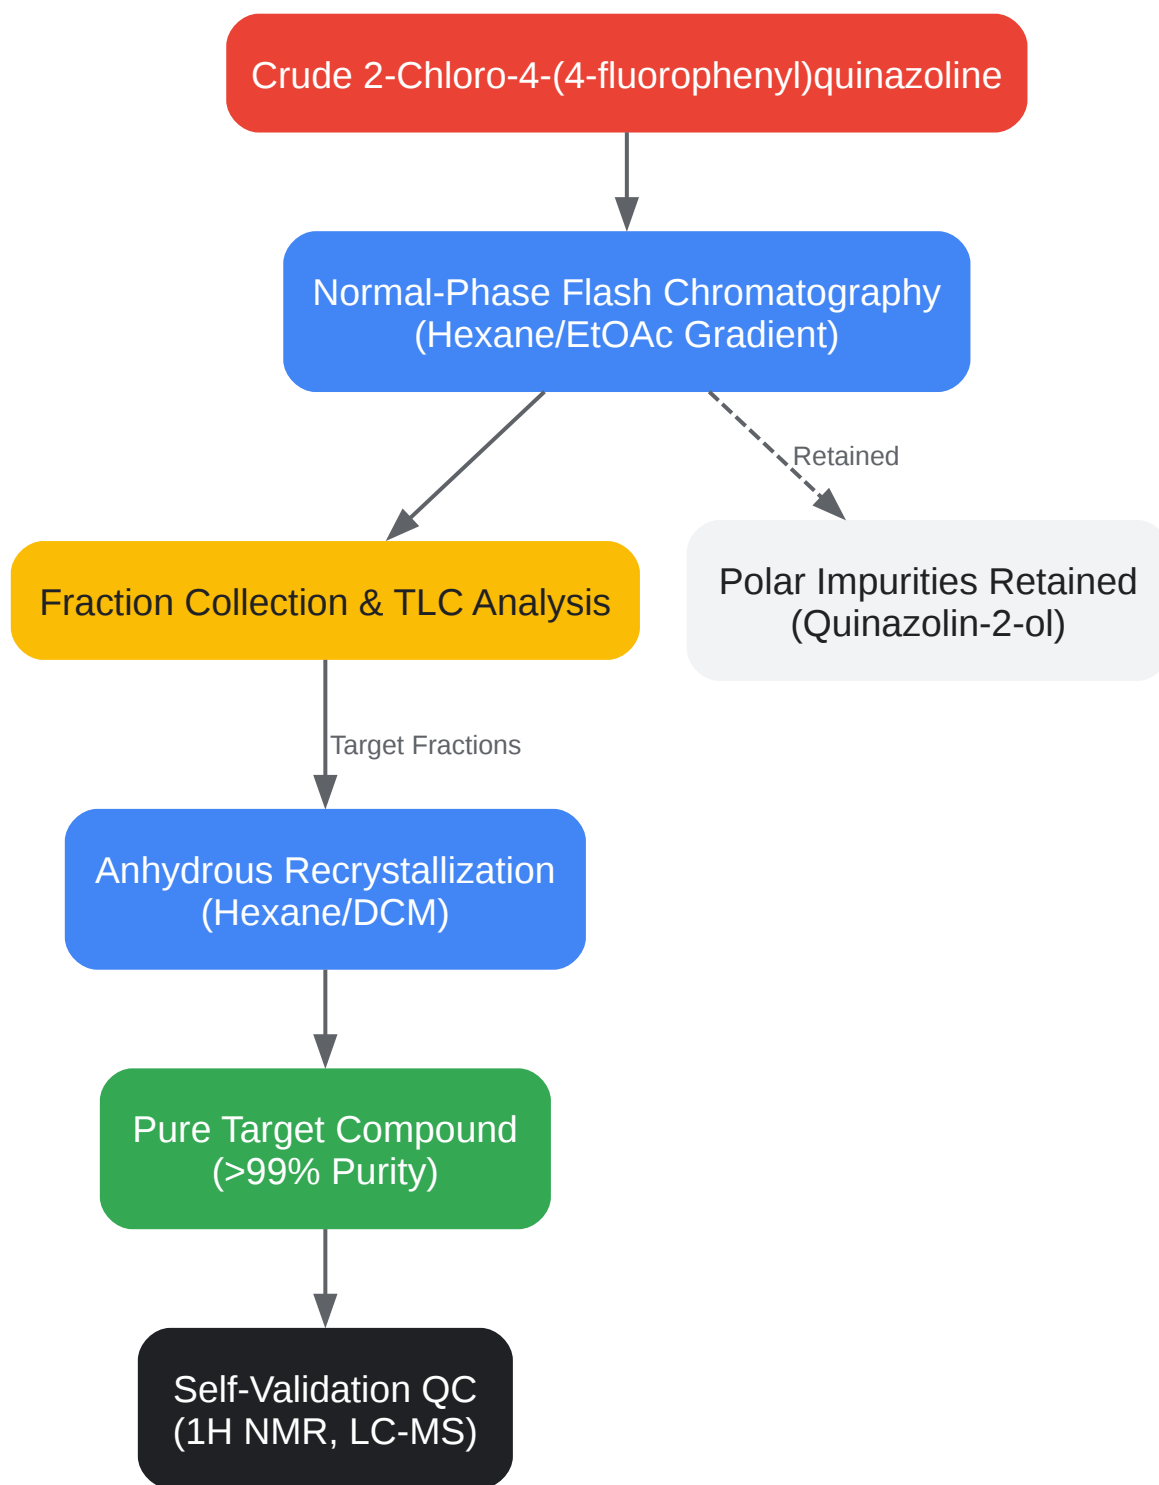 Crude 2-Chloro-4-(4-fluorophenyl)quinazoline
Normal-Phase Flash Chromatography
(Hexane/EtOAc Gradient)
Retained
Fraction Collection & TLC Analysis
Polar Impurities Retained
(Quinazolin-2-ol)
Target Fractions
Anhydrous Recrystallization
(Hexane/DCM)
Pure Target Compound
(>99% Purity)
Self-Validation QC
(1H NMR, LC-MS)